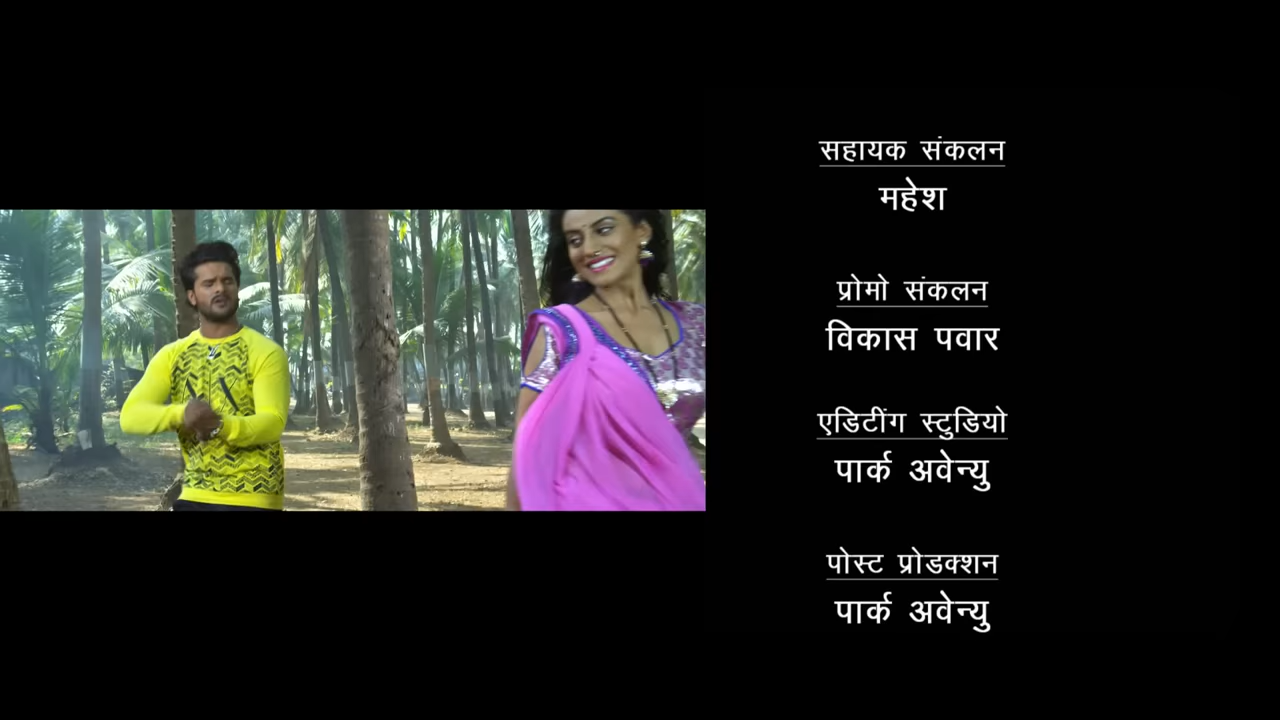 सहायक संकलन
महेश
प्रोमो संकलन
विकास पवार
एडिटींग स्टुडियो
पार्क अवेन्यु
पोस्ट प्रोडक्शन
पार्क अवेन्यु